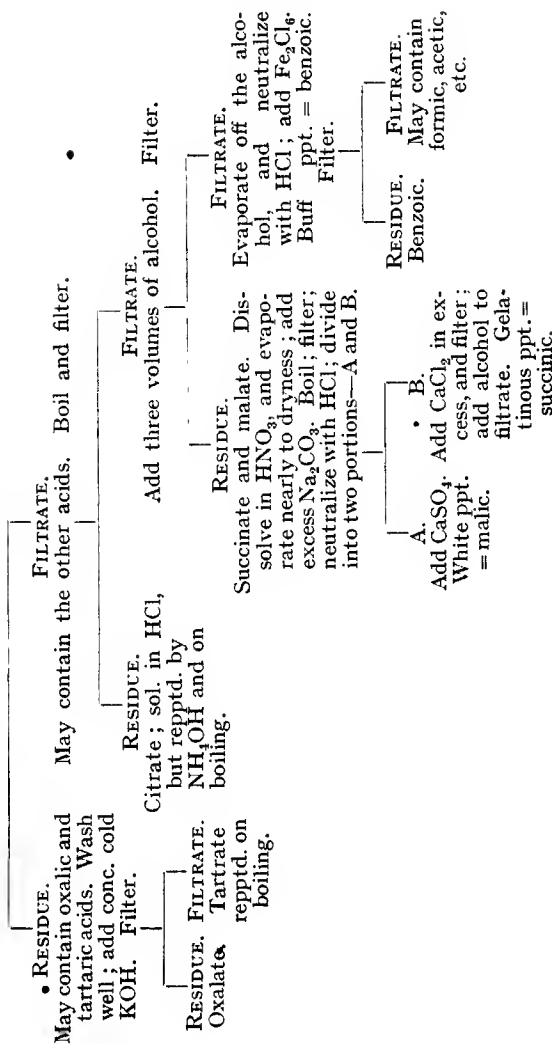 RESIDUE.
May contain oxalic and
tartaric acids. Wash
well; add conc. cold
KOH. Filter.
RESIDUE.
Oxalate.
FILTRATE.
Tartrate
repptd. on
boiling.
FILTRATE.
May contain the other acids. Boil and filter.
RESIDUE.
Citrate; sol. in HCl,
but repptd. by
NH₄OH and on
boiling.
FILTRATE.
Add three volumes of alcohol. Filter.
RESIDUE.
Succinate and malate. Dis-
solve in HNO₃, and evapo-
rate nearly to dryness; add
excess Na₂CO₃. Boil; filter;
neutralize with HCl; divide
into two portions—A and B.
A.
Add CaSO₄.
White ppt.
= malic.
B.
Add CaCl₂ in ex-
cess, and filter;
add alcohol to
filtrate. Gela-
tinous ppt. =
succinic.
FILTRATE.
Evaporate off the alco-
hol, and neutralize
with HCl; add Fe₂Cl₆.
Buff ppt. = benzoic.
Filter.
RESIDUE.
Benzoic.
FILTRATE.
May contain
formic, acetic,
etc.